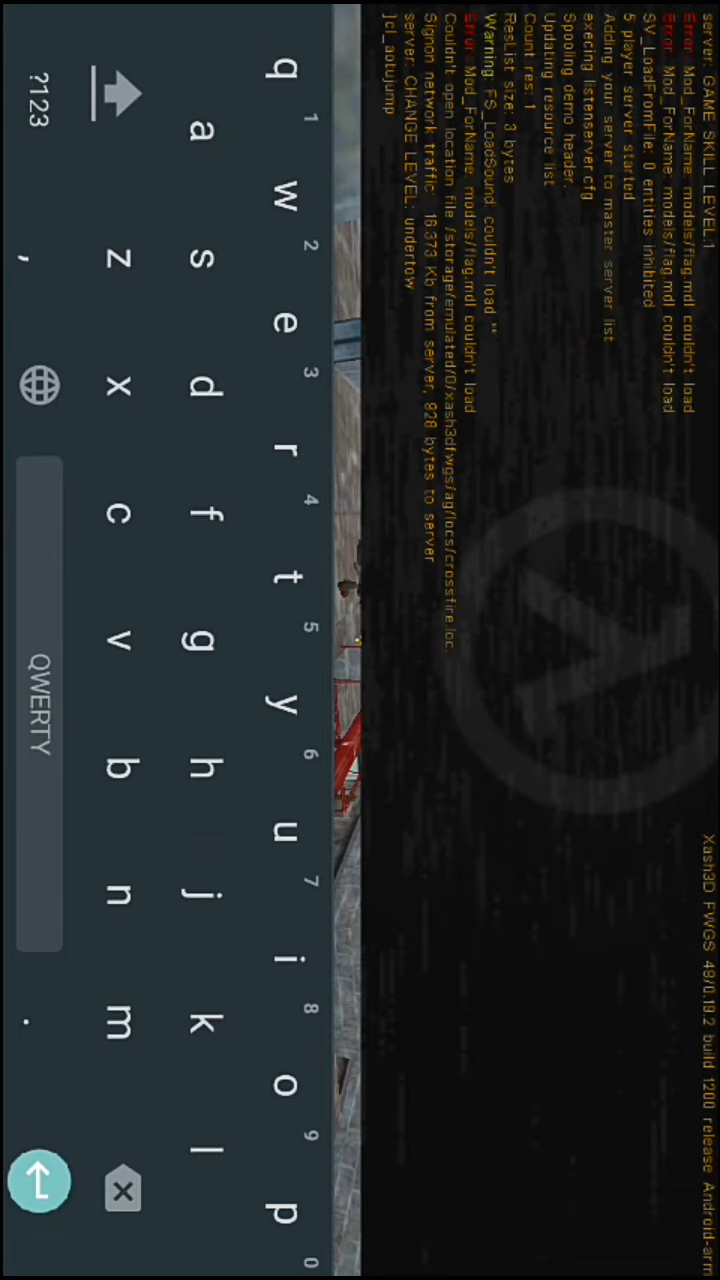 server: GAME SKILL LEVEL:1
Xash3D FWGS 48/0.19.2 build 1200 release Android-arm
Error: Mod_ForName: models/flag.mdl couldn't load
Error: Mod_ForName: models/flag.mdl couldn't load
SV_LoadFromFile: 0 entities inhibited
5 player server started
Adding your server to master server list
execing listenserver.cfg
Spooling demo header.
Updating resource list
Count res: 1
ResList size: 3 bytes
Warning: FS_LoadSound: couldn't load ""
Error: Mod_ForName: models/flag.mdl couldn't load
Couldn't open location file /storage/emulated/0/xash3dfwgs/ag/locs/crossfire.loc.
Signon network traffic: 16.373 Kb from server, 828 bytes to server
server: CHANGE LEVEL: undertow
]cl_aotujump
1 2 3 4 5 6 7 8 9 0
q w e r t y u i o p
a s d f g h j k l
z x c v b n m
?123 , QWERTY .